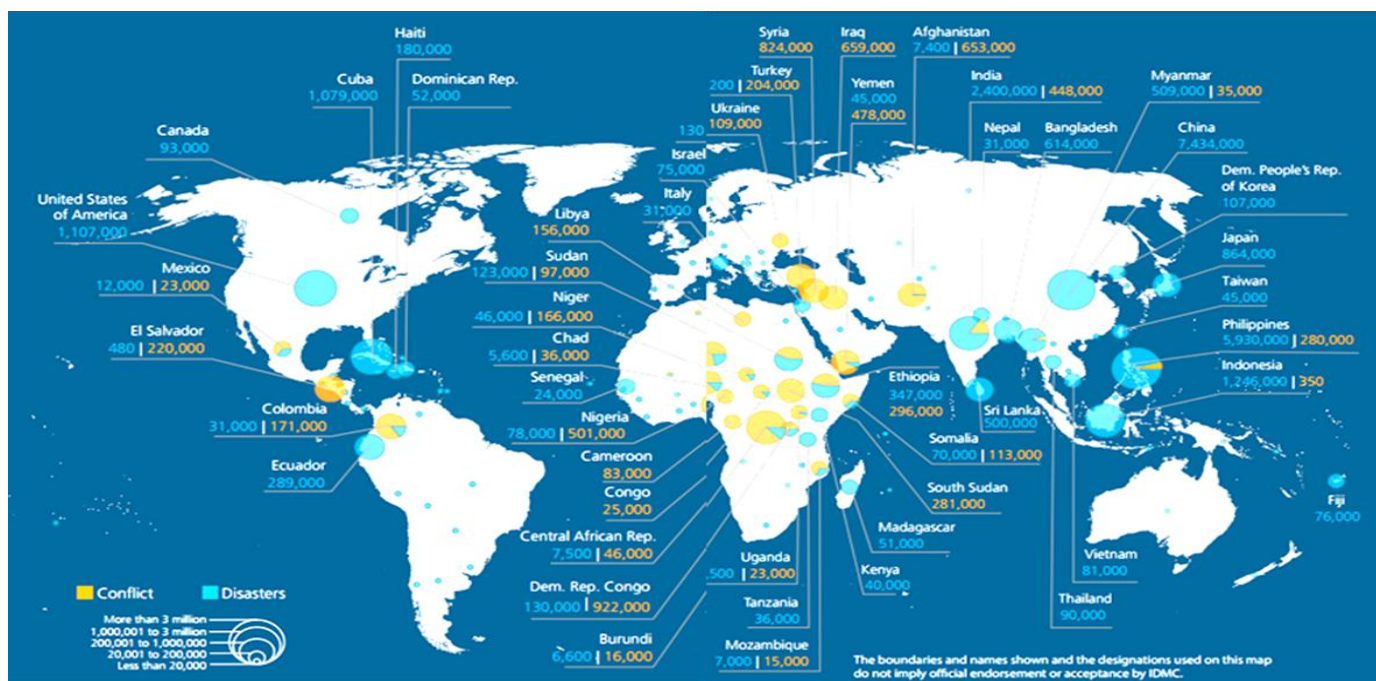 Haiti
180,000
Cuba
1,079,000
Dominican Rep.
52,000
Canada
93,000
United States
of America
1,107,000
Mexico
12,000 | 23,000
El Salvador
480 | 220,000
Colombia
31,000 | 171,000
Ecuador
289,000
Syria
824,000
Iraq
659,000
Afghanistan
7,400 | 653,000
Turkey
200 | 204,000
Yemen
45,000
478,000
Ukraine
130 109,000
Israel
75,000
Italy
31,000
India
2,400,000 | 448,000
Myanmar
509,000 | 35,000
Nepal
31,000
Bangladesh
614,000
China
7,434,000
Dem. People's Rep.
of Korea
107,000
Japan
864,000
Taiwan
45,000
Philippines
5,930,000 | 280,000
Indonesia
1,246,000 | 350
Libya
156,000
Sudan
123,000 | 97,000
Niger
46,000 | 166,000
Chad
5,600 | 36,000
Senegal
24,000
Nigeria
78,000 | 501,000
Cameroon
83,000
Congo
25,000
Central African Rep.
7,500 | 46,000
Dem. Rep. Congo
130,000 | 922,000
Burundi
6,600 | 16,000
Uganda
,500 | 23,000
Tanzania
36,000
Mozambique
7,000 | 15,000
Ethiopia
347,000
296,000
Sri Lanka
500,000
Somalia
70,000 | 113,000
South Sudan
281,000
Madagascar
51,000
Kenya
40,000
Vietnam
81,000
Thailand
90,000
Fiji
76,000
Conflict Disasters
More than 3 million
1,000,001 to 3 million
200,001 to 1,000,000
20,001 to 200,000
Less than 20,000
The boundaries and names shown and the designations used on this map
do not imply official endorsement or acceptance by IDMC.